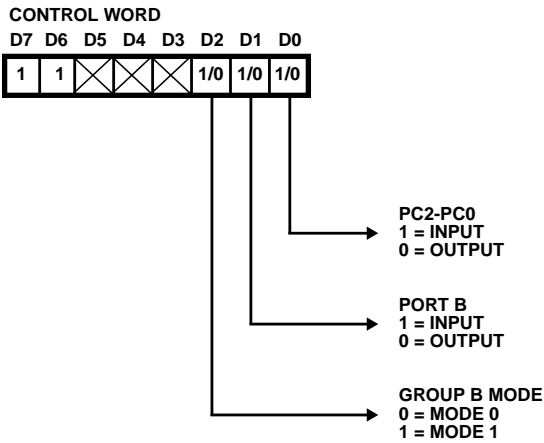 CONTROL WORD
D7 D6 D5 D4 D3 D2 D1 D0
1 1 1/0 1/0 1/0
PC2-PC0
1 = INPUT
0 = OUTPUT
PORT B
1 = INPUT
0 = OUTPUT
GROUP B MODE
0 = MODE 0
1 = MODE 1